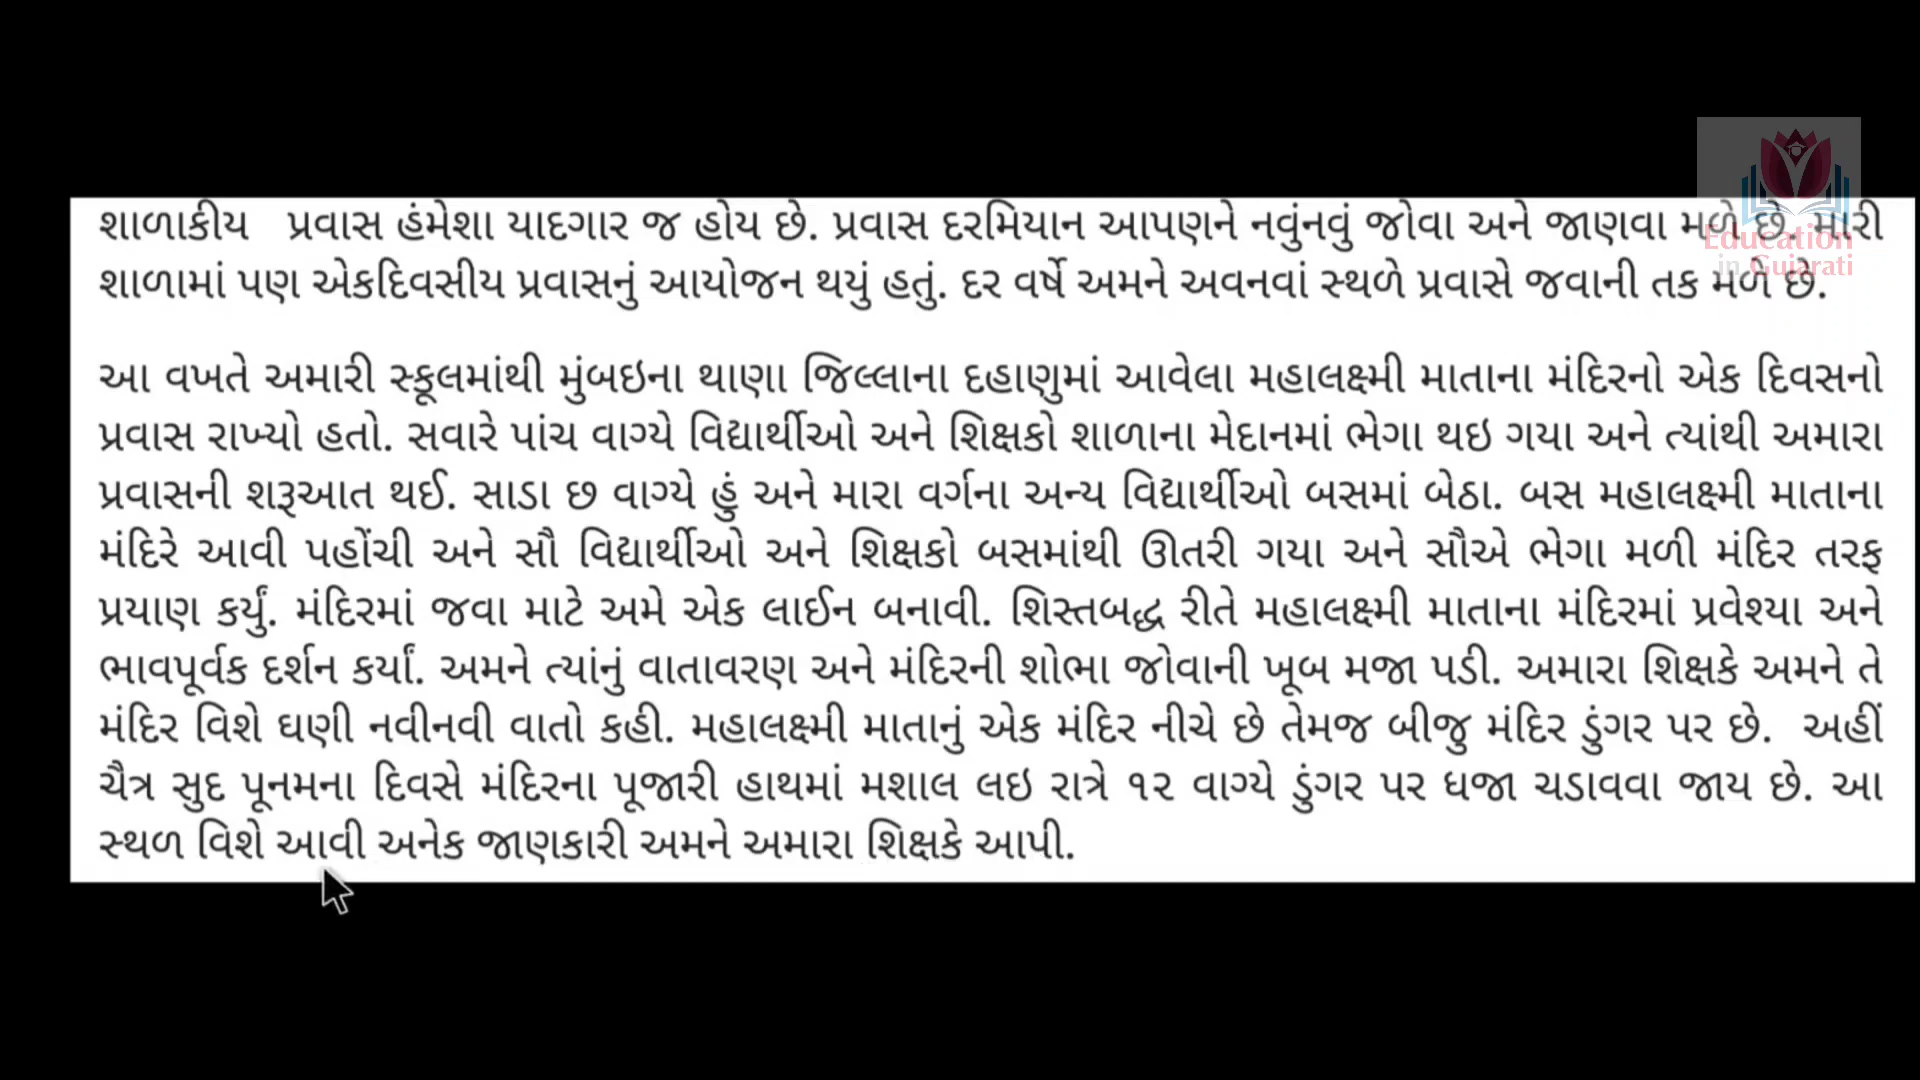 શાળાકીય પ્રવાસ હંમેશા યાદગાર જ હોય છે. પ્રવાસ દરમિયાન આપણને નવુંનવું જોવા અને જાણવા મળે છે. મારી
શાળામાં પણ એકદિવસીય પ્રવાસનું આયોજન થયું હતું. દર વર્ષે અમને અવનવાં સ્થળે પ્રવાસે જવાની તક મળે છે.
Education
in Gujarati
આ વખતે અમારી સ્કૂલમાંથી મુંબઇના થાણા જિલ્લાના દહાણુમાં આવેલા મહાલક્ષ્મી માતાના મંદિરનો એક દિવસનો
પ્રવાસ રાખ્યો હતો. સવારે પાંચ વાગ્યે વિદ્યાર્થીઓ અને શિક્ષકો શાળાના મેદાનમાં ભેગા થઇ ગયા અને ત્યાંથી અમારા
પ્રવાસની શરૂઆત થઈ. સાડા છ વાગ્યે હું અને મારા વર્ગના અન્ય વિદ્યાર્થીઓ બસમાં બેઠા. બસ મહાલક્ષ્મી માતાના
મંદિરે આવી પહોંચી અને સૌ વિદ્યાર્થીઓ અને શિક્ષકો બસમાંથી ઊતરી ગયા અને સૌએ ભેગા મળી મંદિર તરફ
પ્રયાણ કર્યું. મંદિરમાં જવા માટે અમે એક લાઈન બનાવી. શિસ્તબદ્ધ રીતે મહાલક્ષ્મી માતાના મંદિરમાં પ્રવેશ્યા અને
ભાવપૂર્વક દર્શન કર્યાં. અમને ત્યાંનું વાતાવરણ અને મંદિરની શોભા જોવાની ખૂબ મજા પડી. અમારા શિક્ષકે અમને તે
મંદિર વિશે ઘણી નવીનવી વાતો કહી. મહાલક્ષ્મી માતાનું એક મંદિર નીચે છે તેમજ બીજુ મંદિર ડુંગર પર છે. અહીં
ચૈત્ર સુદ પૂનમના દિવસે મંદિરના પૂજારી હાથમાં મશાલ લઇ રાત્રે ૧૨ વાગ્યે ડુંગર પર ધજા ચડાવવા જાય છે. આ
સ્થળ વિશે આવી અનેક જાણકારી અમને અમારા શિક્ષકે આપી.